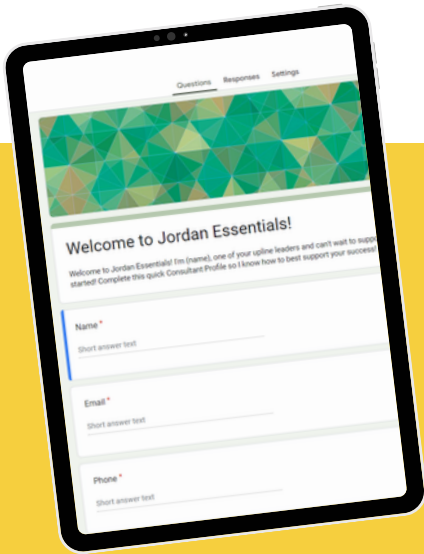 Questions Responses Settings
Welcome to Jordan Essentials!
Welcome to Jordan Essentials! I'm (name), one of your upline leaders and can't wait to
started! Complete this quick Consultant Profile so I know how to best support your success!
Name *
Short answer text
Email *
Short answer text
Phone *
Short answer text